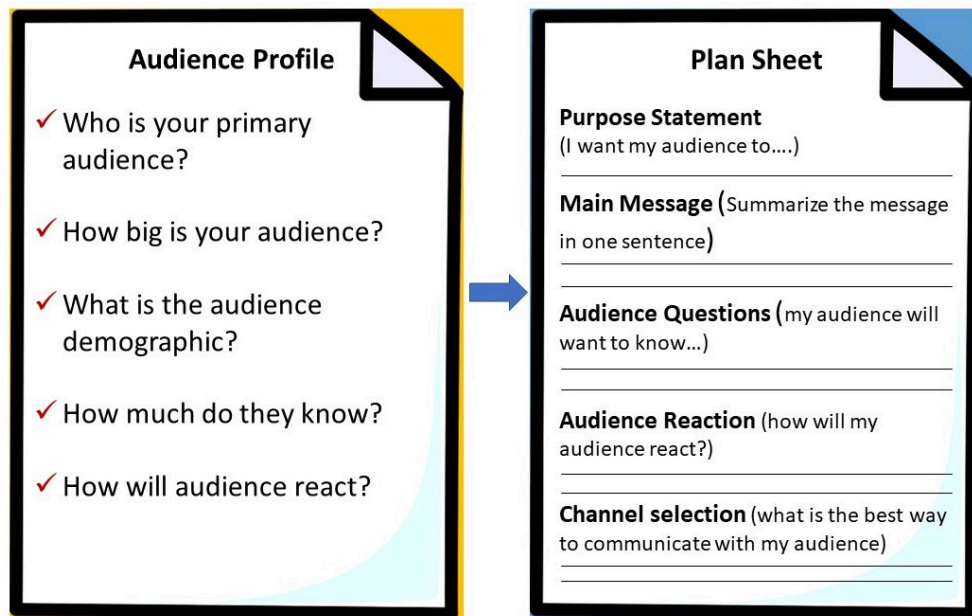 Audience Profile
✓ Who is your primary
audience?
✓ How big is your audience?
✓ What is the audience
demographic?
✓ How much do they know?
✓ How will audience react?
Plan Sheet
Purpose Statement
(I want my audience to....)
Main Message (Summarize the message
in one sentence)
Audience Questions (my audience will
want to know...)
Audience Reaction (how will my
audience react?)
Channel selection (what is the best way
to communicate with my audience)